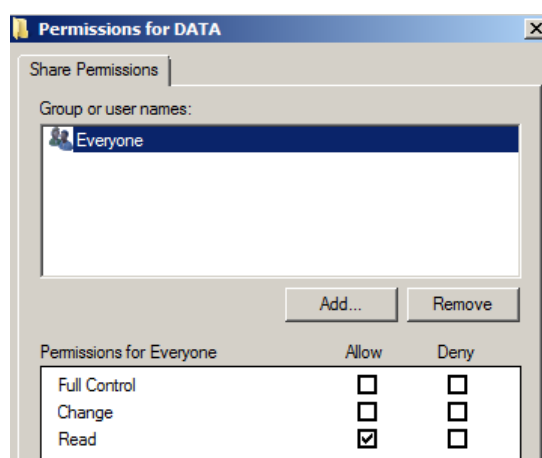 Permissions for DATA
Share Permissions
Group or user names:
Everyone
Add... Remove
Permissions for Everyone Allow Deny
Full Control
Change
Read